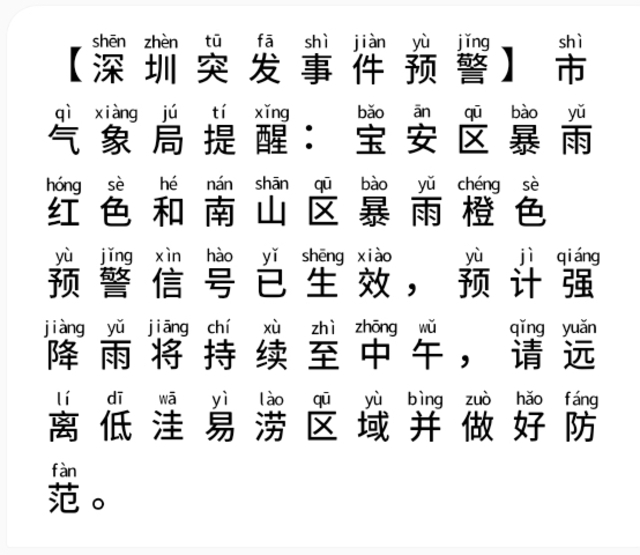 shēn zhèn tū fā shì jiàn yù jǐng shì
【深圳突发事件预警】 市
qì xiàng jú tí xǐng bǎo ān qū bào yǔ
气象局提醒：宝安区暴雨
hóng sè hé nán shān qū bào yǔ chéng sè
红色和南山区暴雨橙色
yù jǐng xìn hào yǐ shēng xiào yù jì qiáng
预警信号已生效，预计强
jiàng yǔ jiāng chí xù zhì zhōng wǔ qǐng yuǎn
降雨将持续至中午，请远
lí dī wā yì lào qū yù bìng zuò hǎo fáng
离低洼易涝区域并做好防
fàn
范。